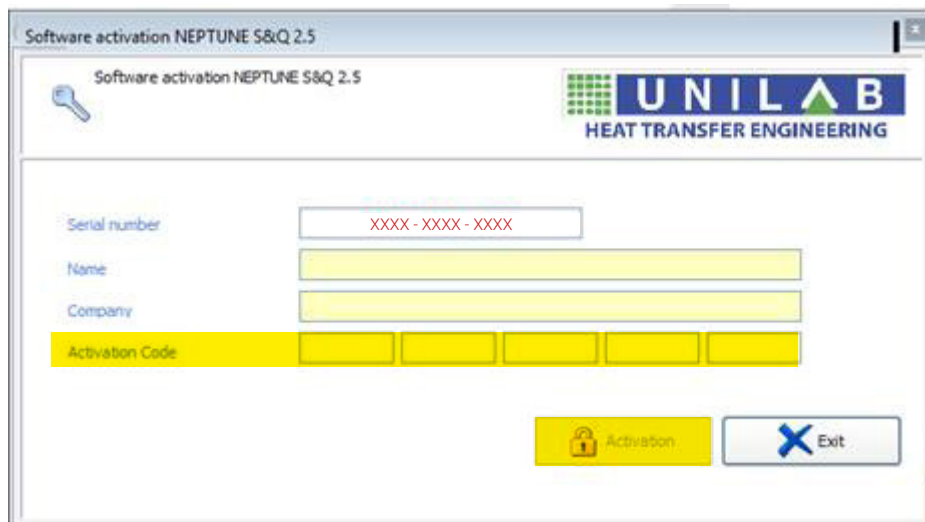 Software activation NEPTUNE S&Q 2.5
Software activation NEPTUNE S&Q 2.5
UNILAB
HEAT TRANSFER ENGINEERING
Serial number
XXXX - XXXX - XXXX
Name
Company
Activation Code
Activation
Exit